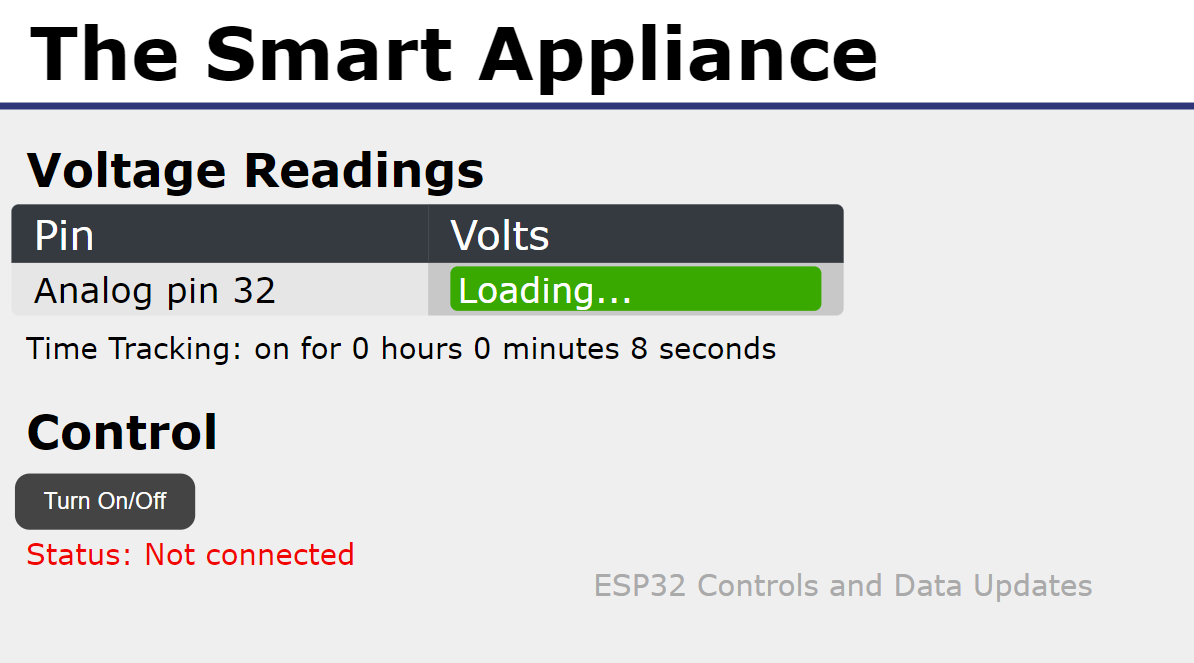 The Smart Appliance
Voltage Readings
Pin Volts
Analog pin 32 Loading...
Time Tracking: on for 0 hours 0 minutes 8 seconds
Control
Turn On/Off
Status: Not connected
ESP32 Controls and Data Updates